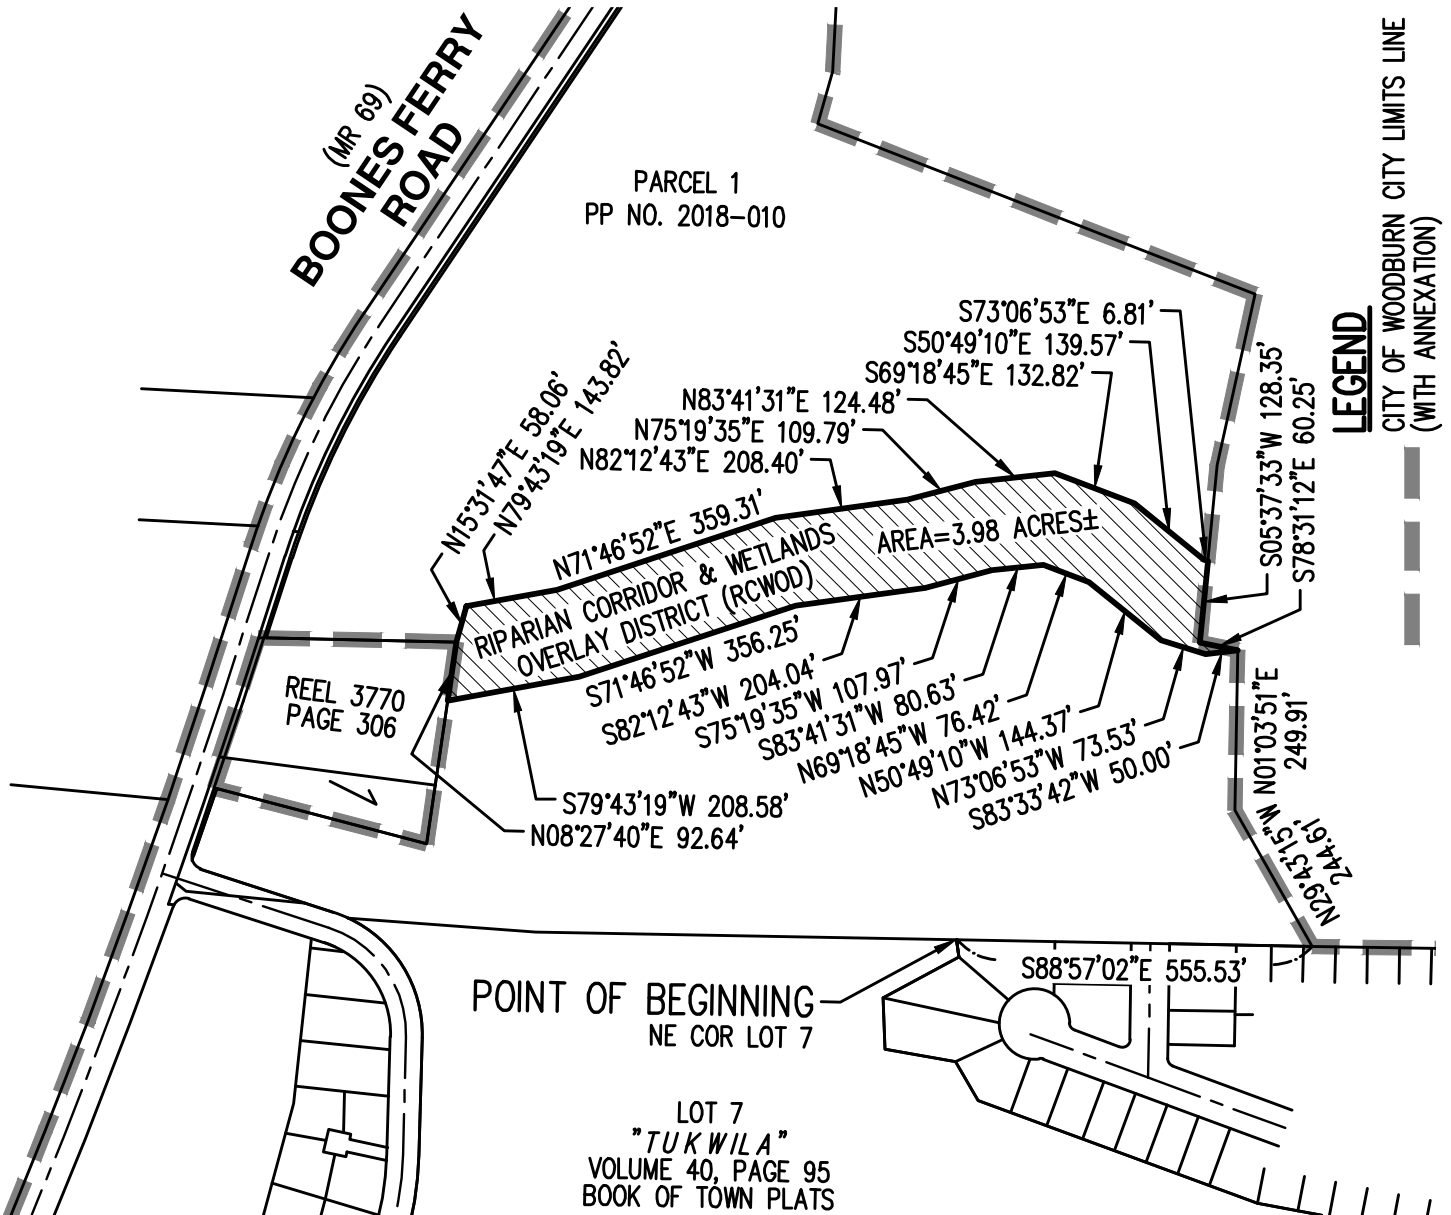 (MR 69)
BOONES FERRY
ROAD
PARCEL 1
PP NO. 2018-010
LEGEND
CITY OF WOODBURN CITY LIMITS LINE
(WITH ANNEXATION)
S73°06'53"E 6.81'
S50°49'10"E 139.57'
S69°18'45"E 132.82'
N83°41'31"E 124.48'
N75°19'35"E 109.79'
N82°12'43"E 208.40'
N71°46'52"E 359.31'
N15°31'47"E 58.06'
N79°43'19"E 143.82'
S05°37'33"W 128.35'
S78°31'12"E 60.25'
RIPARIAN CORRIDOR & WETLANDS
OVERLAY DISTRICT (RCWOD)
AREA=3.98 ACRES±
REEL 3770
PAGE 306
S71°46'52"W 356.25'
S82°12'43"W 204.04'
S75°19'35"W 107.97'
S83°41'31"W 80.63'
N69°18'45"W 76.42'
N50°49'10"W 144.37'
N73°06'53"W 73.53'
S83°33'42"W 50.00'
S79°43'19"W 208.58'
N08°27'40"E 92.64'
N01°03'51"E
249.91'
N29°43'15"W
244.61'
S88°57'02"E 555.53'
POINT OF BEGINNING
NE COR LOT 7
LOT 7
"TUKWILA"
VOLUME 40, PAGE 95
BOOK OF TOWN PLATS